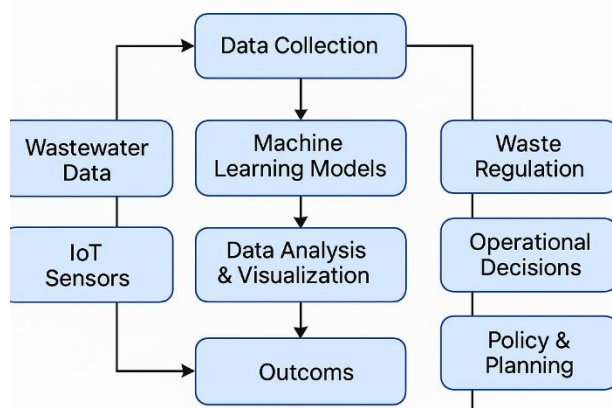 Data Collection
Wastewater
Data
Machine
Learning Models
Waste
Regulation
IoT
Sensors
Data Analysis
& Visualization
Operational
Decisions
Outcoms
Policy &
Planning